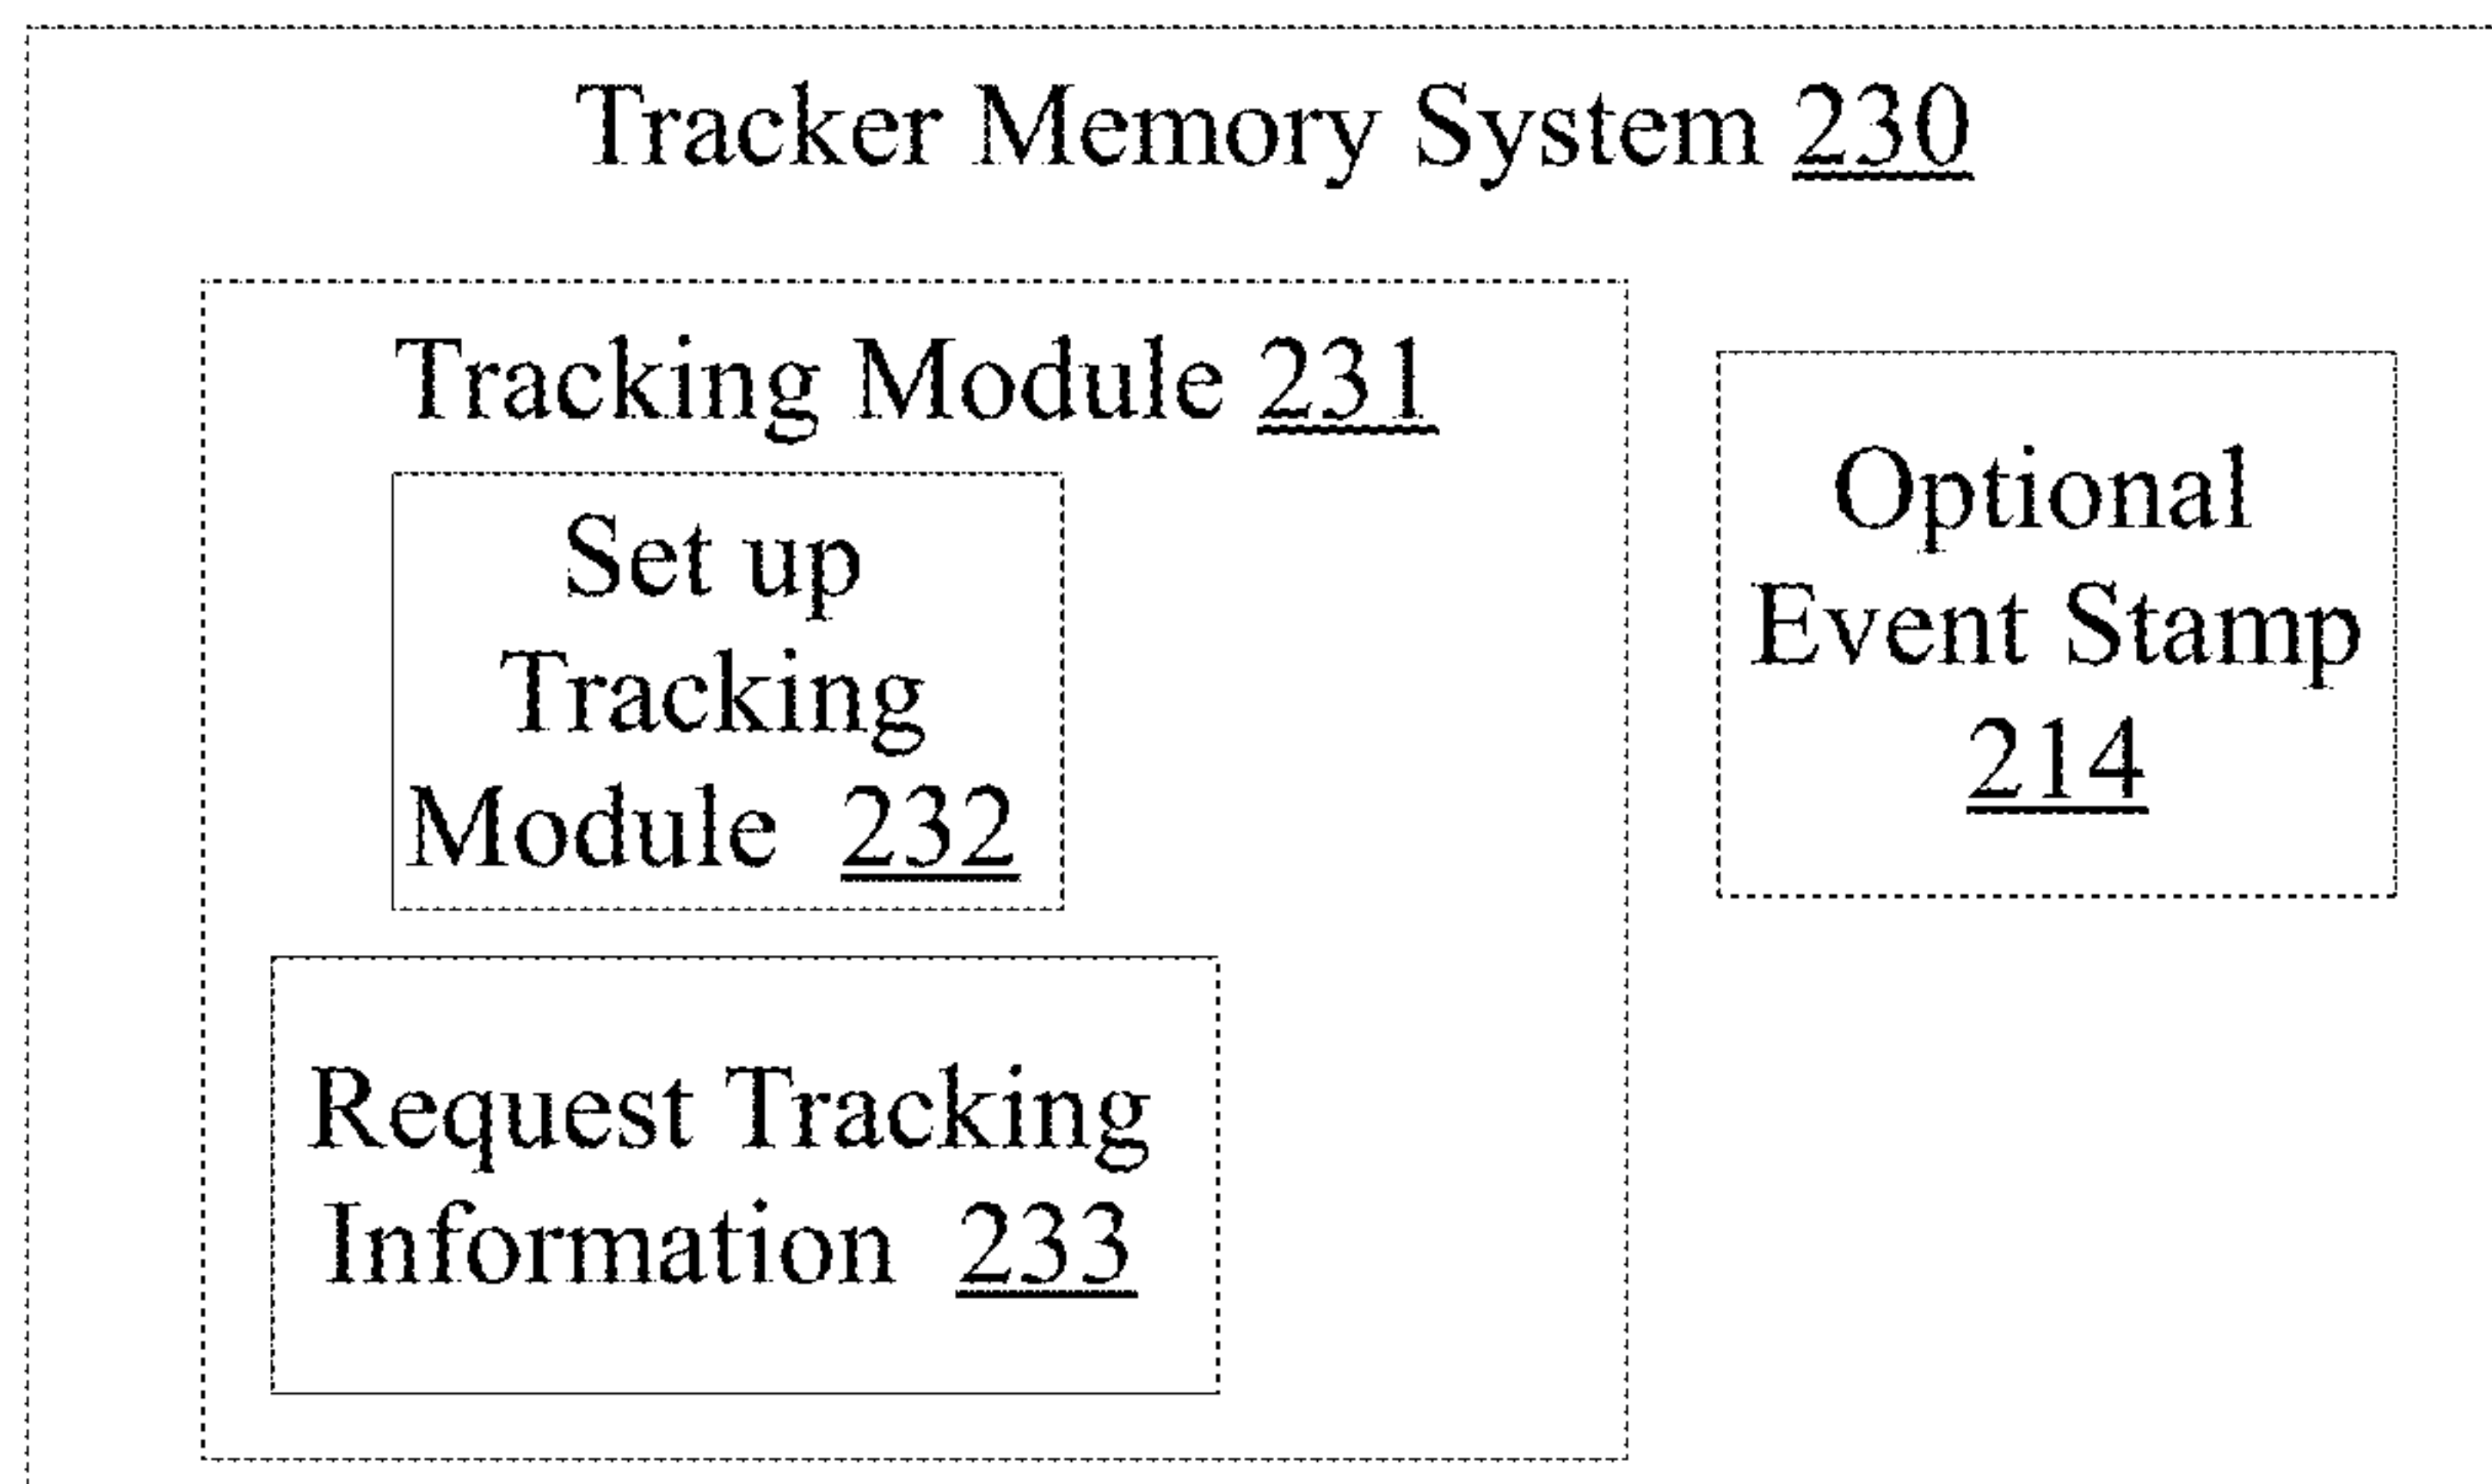 Tracker Memory System 230
Tracking Module 231
Set up
Tracking
Module 232
Request Tracking
Information 233
Optional
Event Stamp
214